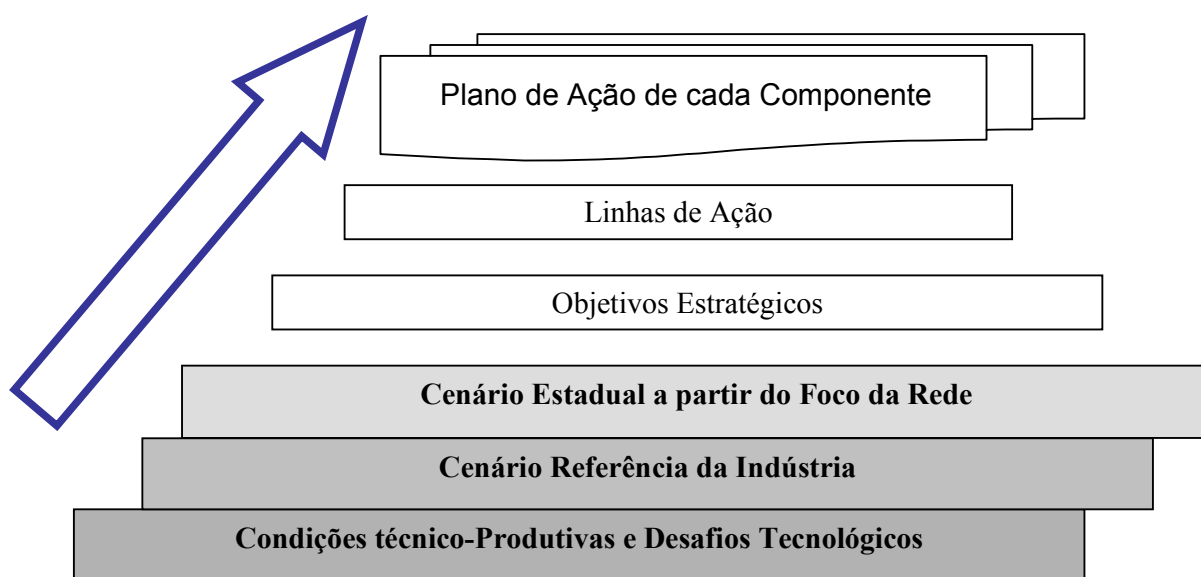 Plano de Ação de cada Componente
Linhas de Ação
Objetivos Estratégicos
Cenário Estadual a partir do Foco da Rede
Cenário Referência da Indústria
Condições técnico-Produtivas e Desafios Tecnológicos